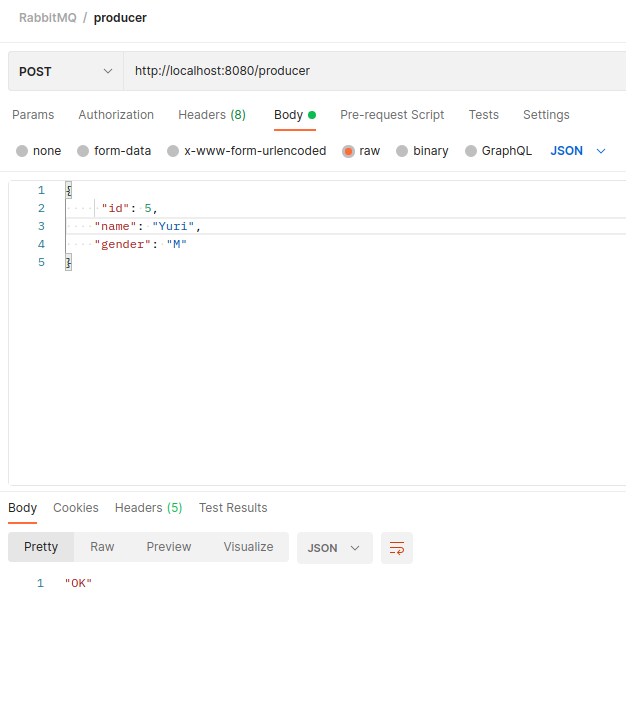 RabbitMQ / producer
POST http://localhost:8080/producer
Params Authorization Headers (8) Body Pre-request Script Tests Settings
none form-data x-www-form-urlencoded raw binary GraphQL JSON
1 {
2 "id": 5,
3 "name": "Yuri",
4 "gender": "M"
5 }
Body Cookies Headers (5) Test Results
Pretty Raw Preview Visualize JSON
1 "OK"